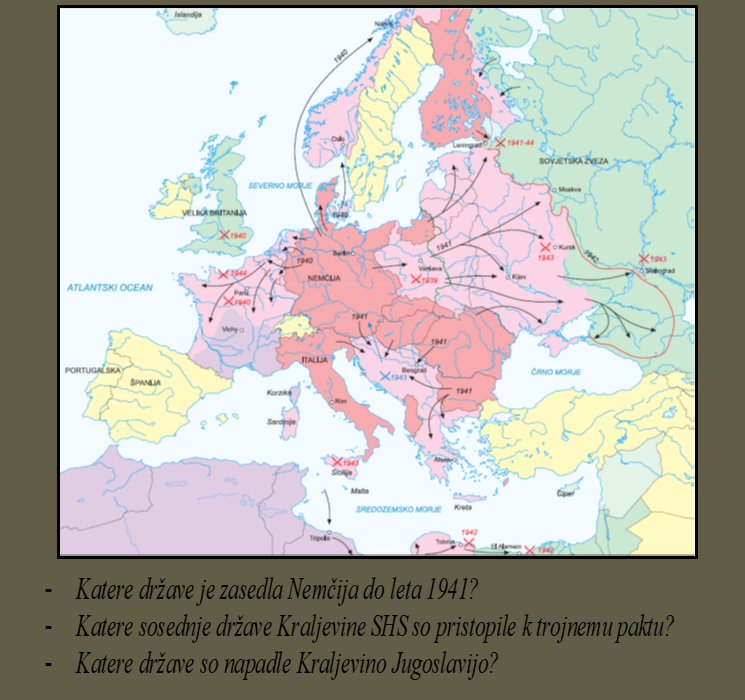 Islandija
Narvik
1940
Oslo
Leningrad
1941-44
SOVJETSKA ZVEZA
SEVERNO MORJE
Moskva
VELIKA BRITANIJA
1940
1940
1941
Kursk
1943
1942
1943
Stalingrad
1944
1940
Berlin
Varšava
1939
Kijev
ATLANTSKI OCEAN
NEMČIJA
Pariz
1940
1941
Vichy
1941
ITALIJA
PORTUGALSKA
ŠPANIJA
Beograd
1943
ČRNO MORJE
1941
Korzika
Rim
Sardinija
Atene
1943
Sicilija
Malta
Kreta
Ciper
SREDOZEMSKO MORJE
Tripolis
1942
Tobruk
El Alamein
1942
- Katere države je zasedla Nemčija do leta 1941?
- Katere sosednje države Kraljevine SHS so pristopile k trojnemu paktu?
- Katere države so napadle Kraljevino Jugoslavijo?